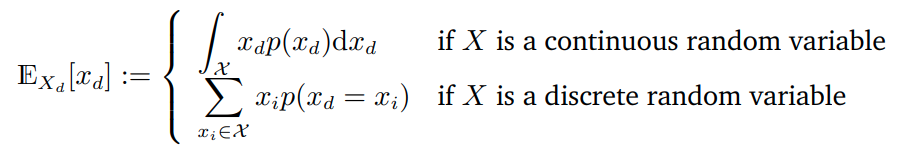 𝔼_{X_d}[x_d] := { ∫_𝒳 x_d p(x_d)dx_d if X is a continuous random variable
∑_{x_i∈𝒳} x_i p(x_d = x_i) if X is a discrete random variable